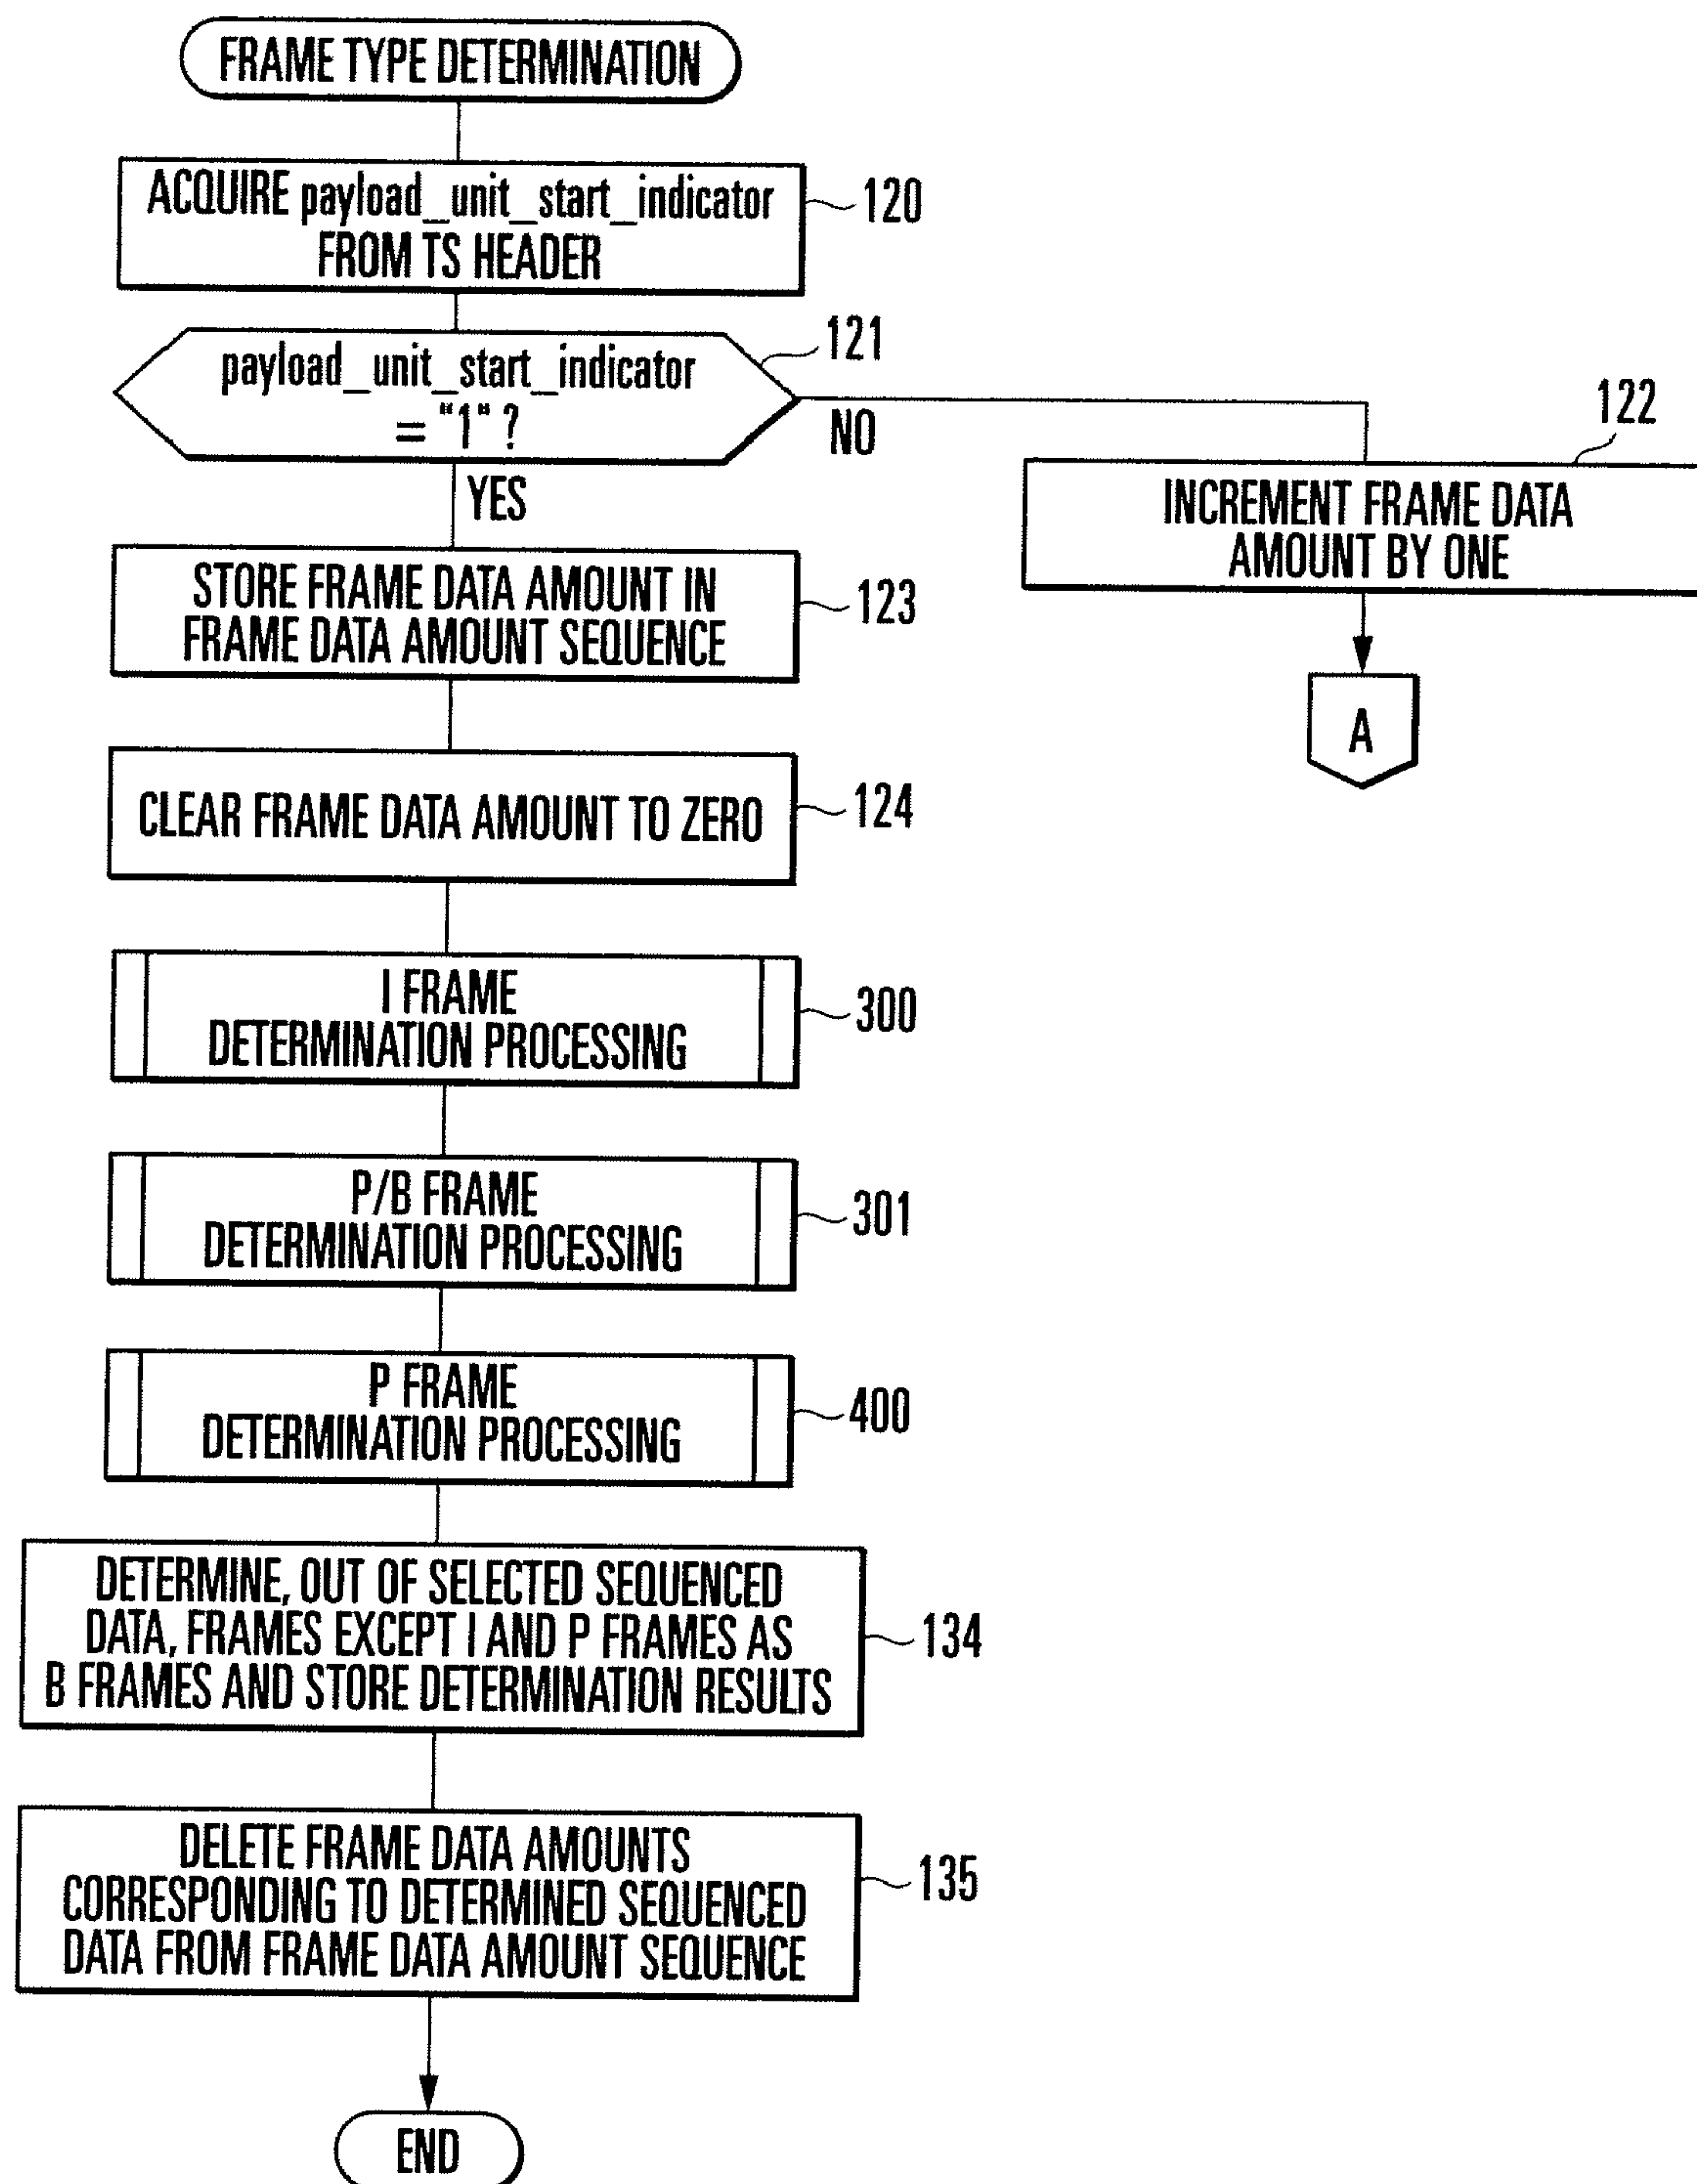 FRAME TYPE DETERMINATION
ACQUIRE payload_unit_start_indicator
FROM TS HEADER
120
payload_unit_start_indicator
= "1" ?
121
NO
YES
122
INCREMENT FRAME DATA
AMOUNT BY ONE
A
STORE FRAME DATA AMOUNT IN
FRAME DATA AMOUNT SEQUENCE
123
CLEAR FRAME DATA AMOUNT TO ZERO
124
I FRAME
DETERMINATION PROCESSING
300
P/B FRAME
DETERMINATION PROCESSING
301
P FRAME
DETERMINATION PROCESSING
400
DETERMINE, OUT OF SELECTED SEQUENCED
DATA, FRAMES EXCEPT I AND P FRAMES AS
B FRAMES AND STORE DETERMINATION RESULTS
134
DELETE FRAME DATA AMOUNTS
CORRESPONDING TO DETERMINED SEQUENCED
DATA FROM FRAME DATA AMOUNT SEQUENCE
135
END